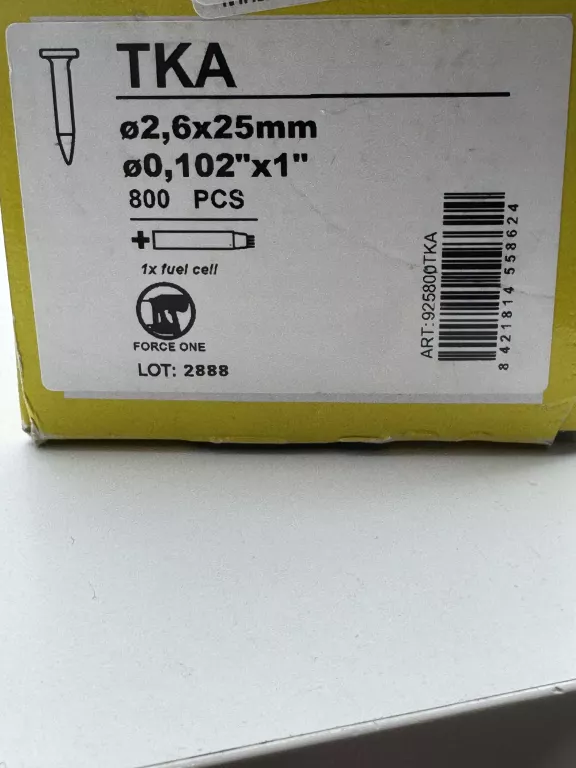 TKA
ø2,6x25mm
ø0,102"x1"
800 PCS
1x fuel cell
FORCE ONE
LOT: 2888
ART:925800TKA
8 421814 558624